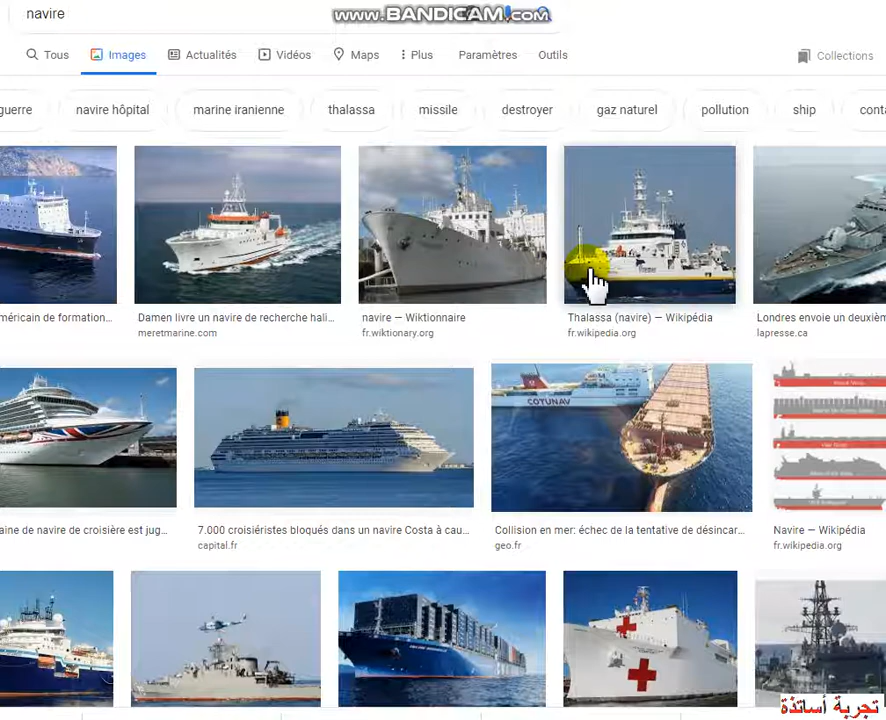 navire
www.BANDICAM.com
Tous
Images
Actualités
Vidéos
Maps
Plus
Paramètres
Outils
Collections
guerre
navire hôpital
marine iranienne
thalassa
missile
destroyer
gaz naturel
pollution
ship
conta
méricain de formation...
Damen livre un navire de recherche hali...
meretmarine.com
navire — Wiktionnaire
fr.wiktionary.org
Thalassa (navire) — Wikipédia
fr.wikipedia.org
Londres envoie un deuxièm
lapresse.ca
COTUNAV
aine de navire de croisière est jug...
7.000 croisiéristes bloqués dans un navire Costa à cau...
capital.fr
Collision en mer: échec de la tentative de désincar...
geo.fr
Navire — Wikipédia
fr.wikipedia.org
تجربة أساتذة